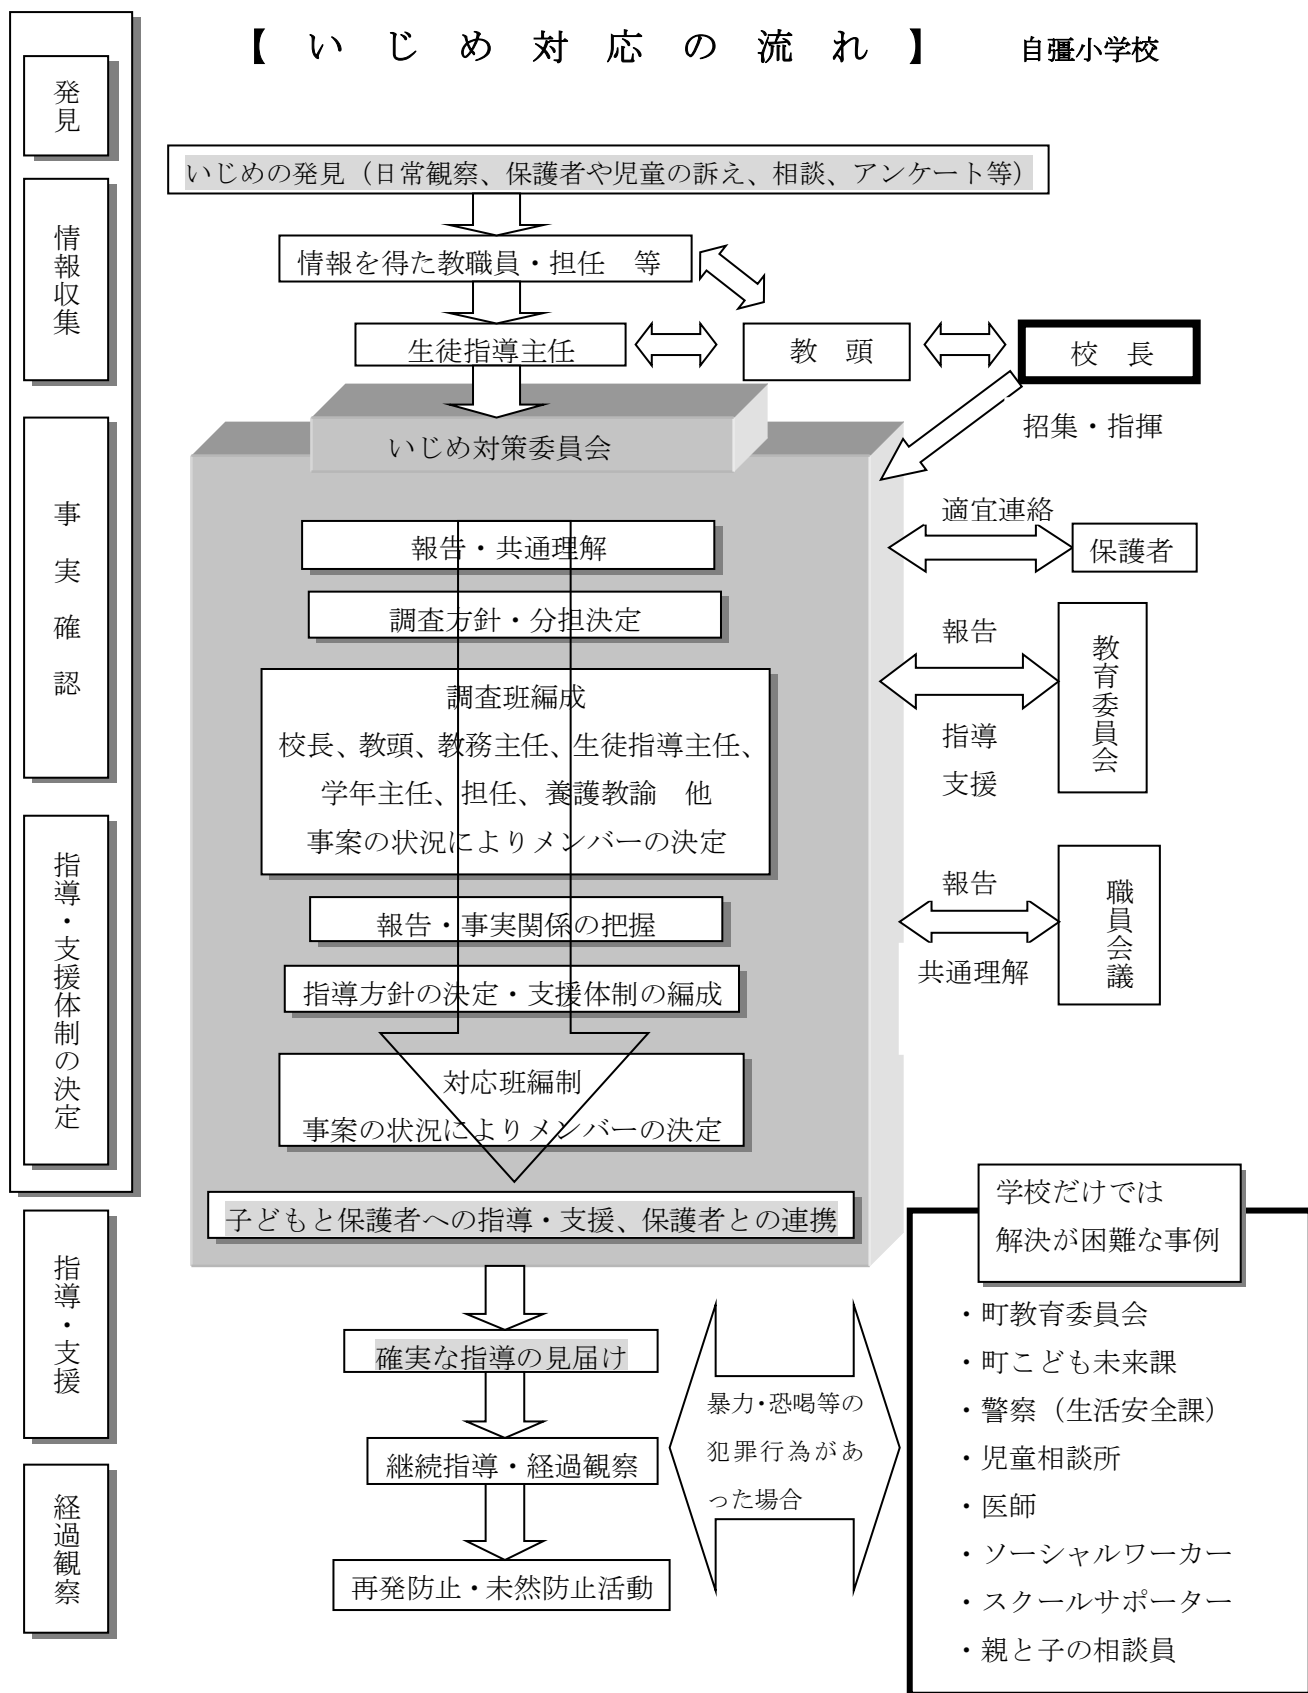 【 い じ め 対 応 の 流 れ 】
自彊小学校
発見
情報収集
事実確認
指導・支援体制の決定
指導・支援
経過観察
いじめの発見（日常観察、保護者や児童の訴え、相談、アンケート等）
情報を得た教職員・担任　等
生徒指導主任
教　頭
校　長
招集・指揮
いじめ対策委員会
報告・共通理解
調査方針・分担決定
調査班編成
校長、教頭、教務主任、生徒指導主任、
学年主任、担任、養護教諭　他
事案の状況によりメンバーの決定
報告・事実関係の把握
指導方針の決定・支援体制の編成
対応班編制
事案の状況によりメンバーの決定
子どもと保護者への指導・支援、保護者との連携
適宜連絡
保護者
報告
指導
支援
教育委員会
報告
共通理解
職員会議
確実な指導の見届け
継続指導・経過観察
再発防止・未然防止活動
暴力・恐喝等の
犯罪行為があ
った場合
学校だけでは
解決が困難な事例
・町教育委員会
・町こども未来課
・警察（生活安全課）
・児童相談所
・医師
・ソーシャルワーカー
・スクールサポーター
・親と子の相談員